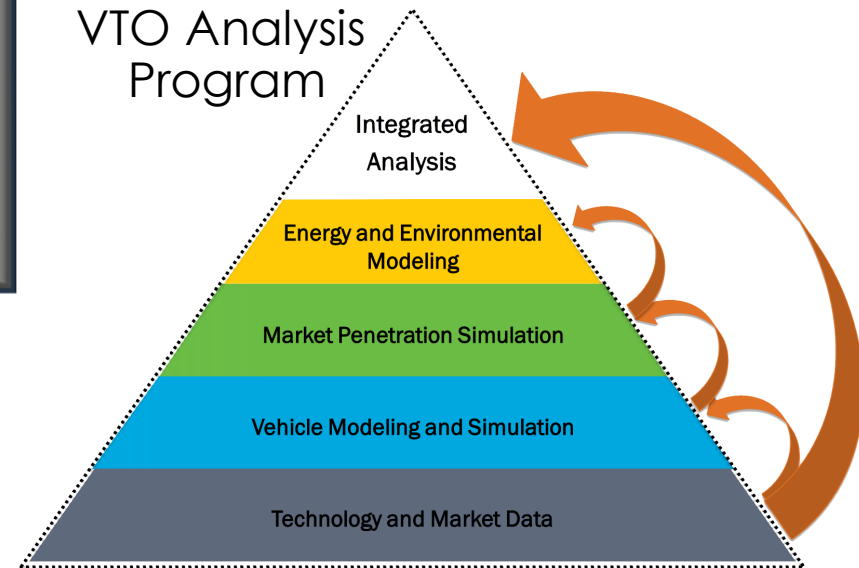 VTO Analysis
Program
Integrated
Analysis
Energy and Environmental
Modeling
Market Penetration Simulation
Vehicle Modeling and Simulation
Technology and Market Data